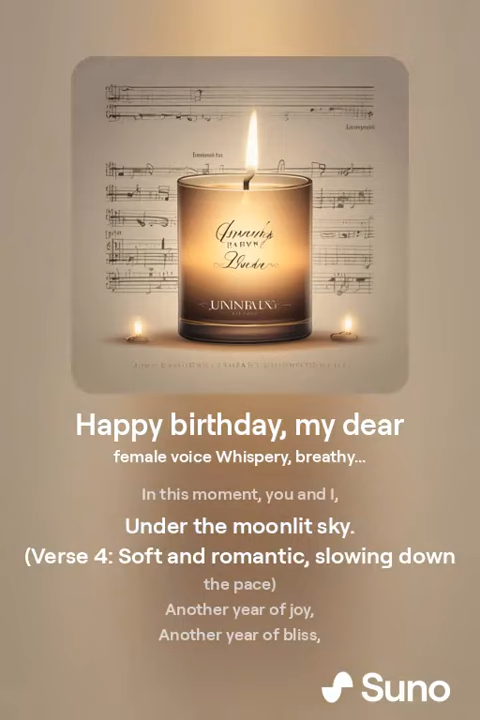 Happy birthday, my dear
female voice Whispery, breathy...
In this moment, you and I,
Under the moonlit sky.
(Verse 4: Soft and romantic, slowing down
the pace)
Another year of joy,
Another year of bliss,
Suno